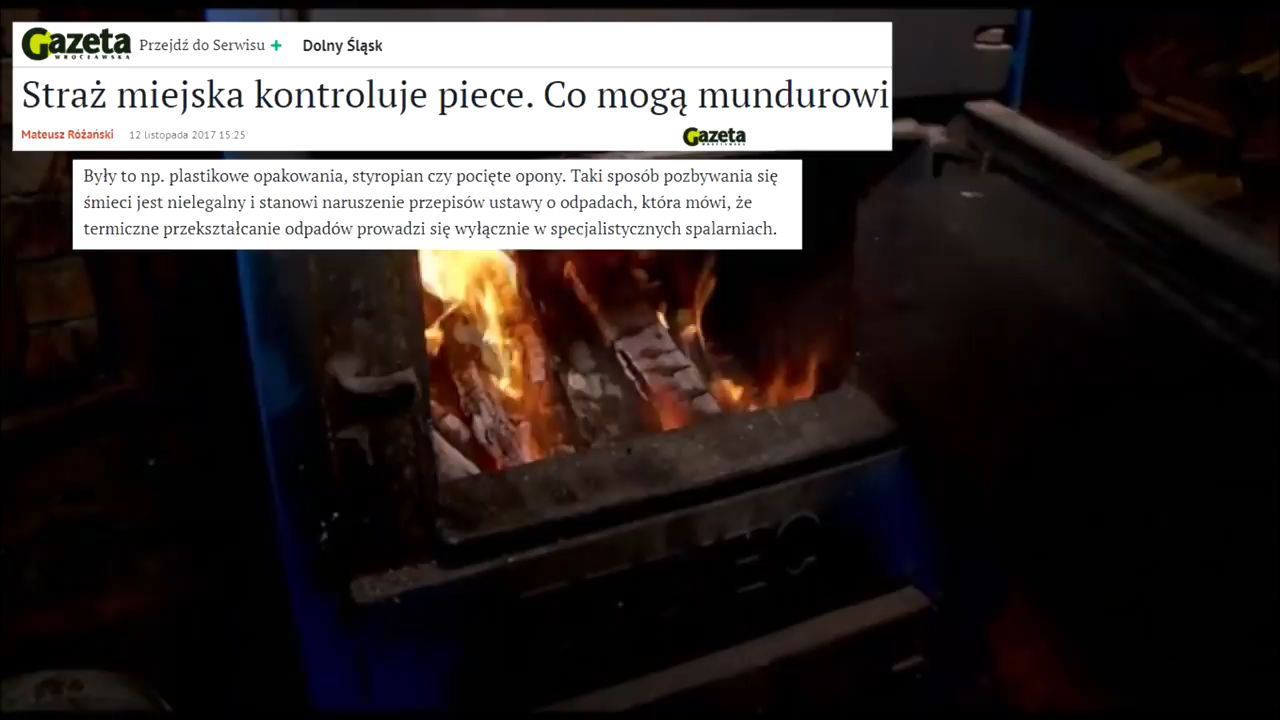 Gazeta
WROCŁAWSKA
Przejdź do Serwisu + Dolny Śląsk
Straż miejska kontroluje piece. Co mogą mundurowi
Mateusz Różański 12 listopada 2017 15:25
Gazeta
WROCŁAWSKA
Były to np. plastikowe opakowania, styropian czy pocięte opony. Taki sposób pozbywania się
śmieci jest nielegalny i stanowi naruszenie przepisów ustawy o odpadach, która mówi, że
termiczne przekształcanie odpadów prowadzi się wyłącznie w specjalistycznych spalarniach.